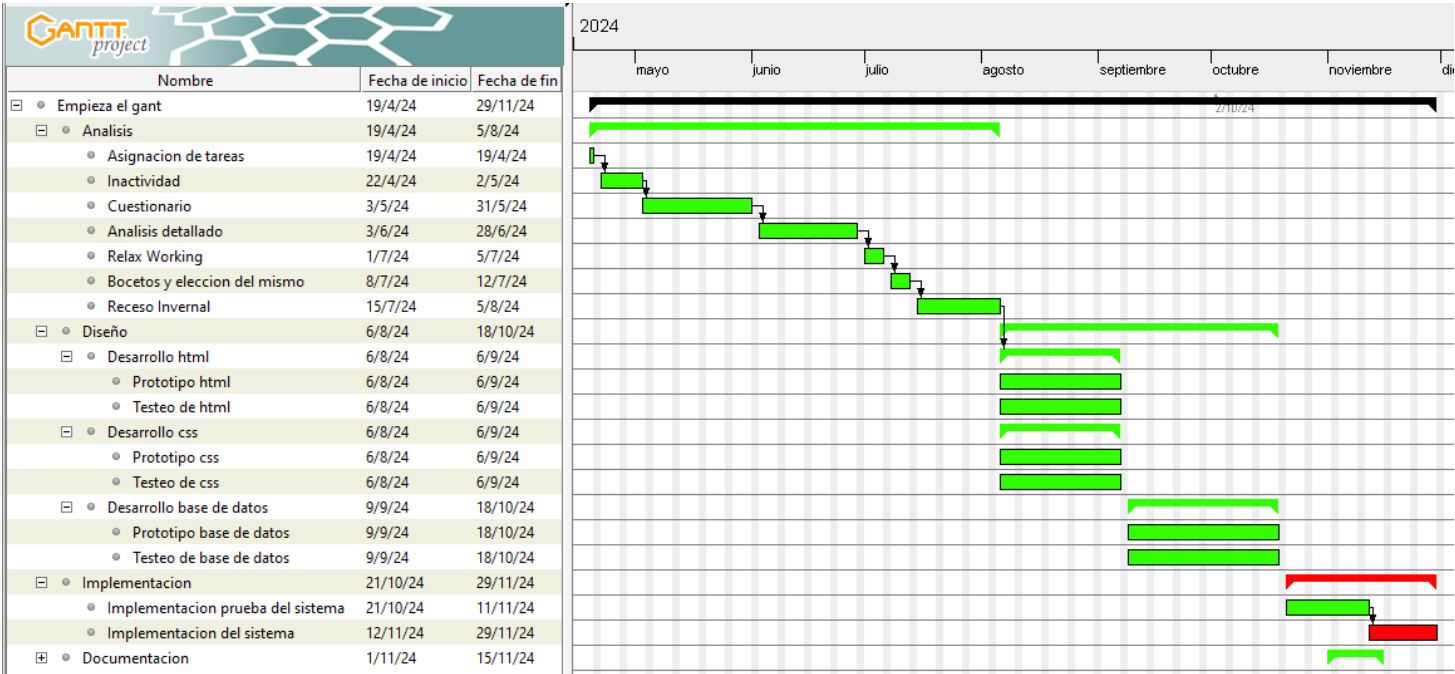 GANTT
project
2024
mayo junio julio agosto septiembre octubre noviembre di
Nombre Fecha de inicio Fecha de fin
Empieza el gant 19/4/24 29/11/24
2/10/24
Analisis 19/4/24 5/8/24
Asignacion de tareas 19/4/24 19/4/24
Inactividad 22/4/24 2/5/24
Cuestionario 3/5/24 31/5/24
Analisis detallado 3/6/24 28/6/24
Relax Working 1/7/24 5/7/24
Bocetos y eleccion del mismo 8/7/24 12/7/24
Receso Invernal 15/7/24 5/8/24
Diseño 6/8/24 18/10/24
Desarrollo html 6/8/24 6/9/24
Prototipo html 6/8/24 6/9/24
Testeo de html 6/8/24 6/9/24
Desarrollo css 6/8/24 6/9/24
Prototipo css 6/8/24 6/9/24
Testeo de css 6/8/24 6/9/24
Desarrollo base de datos 9/9/24 18/10/24
Prototipo base de datos 9/9/24 18/10/24
Testeo de base de datos 9/9/24 18/10/24
Implementacion 21/10/24 29/11/24
Implementacion prueba del sistema 21/10/24 11/11/24
Implementacion del sistema 12/11/24 29/11/24
Documentacion 1/11/24 15/11/24